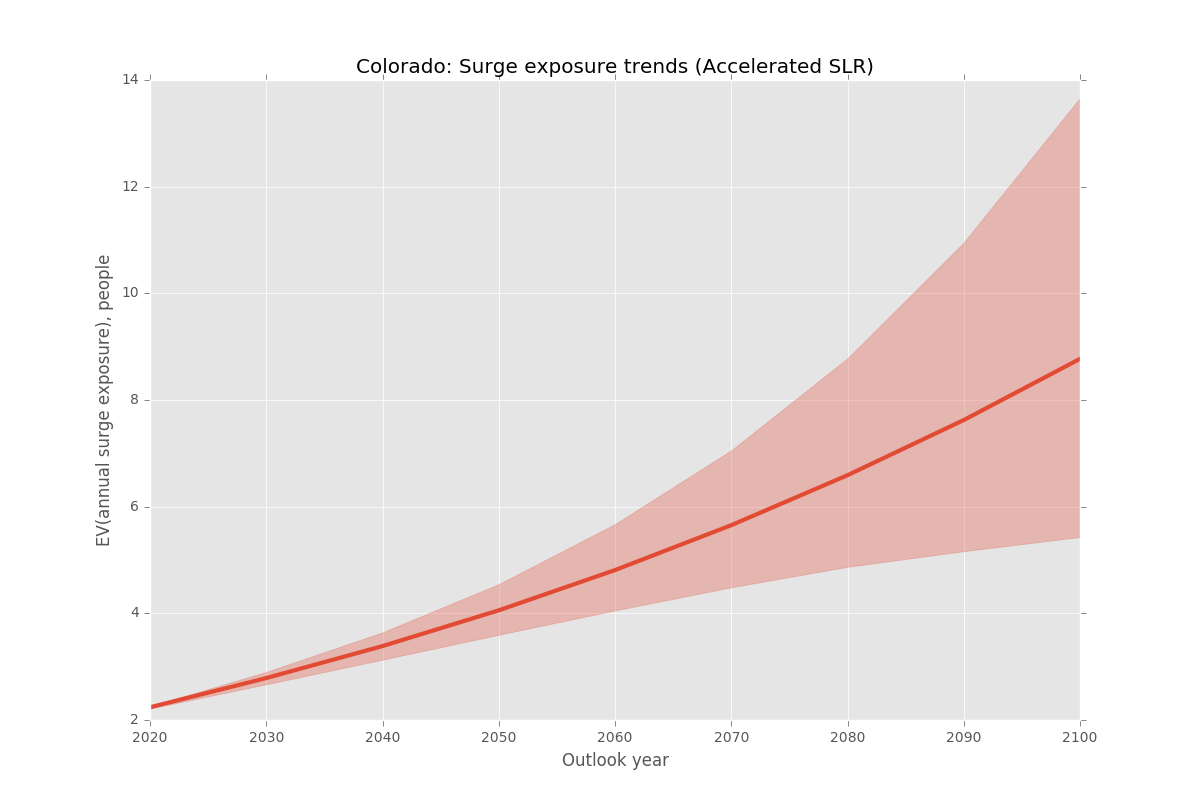 Colorado: Surge exposure trends (Accelerated SLR)
14
12
10
8
6
4
2
EV(annual surge exposure), people
2020 2030 2040 2050 2060 2070 2080 2090 2100
Outlook year